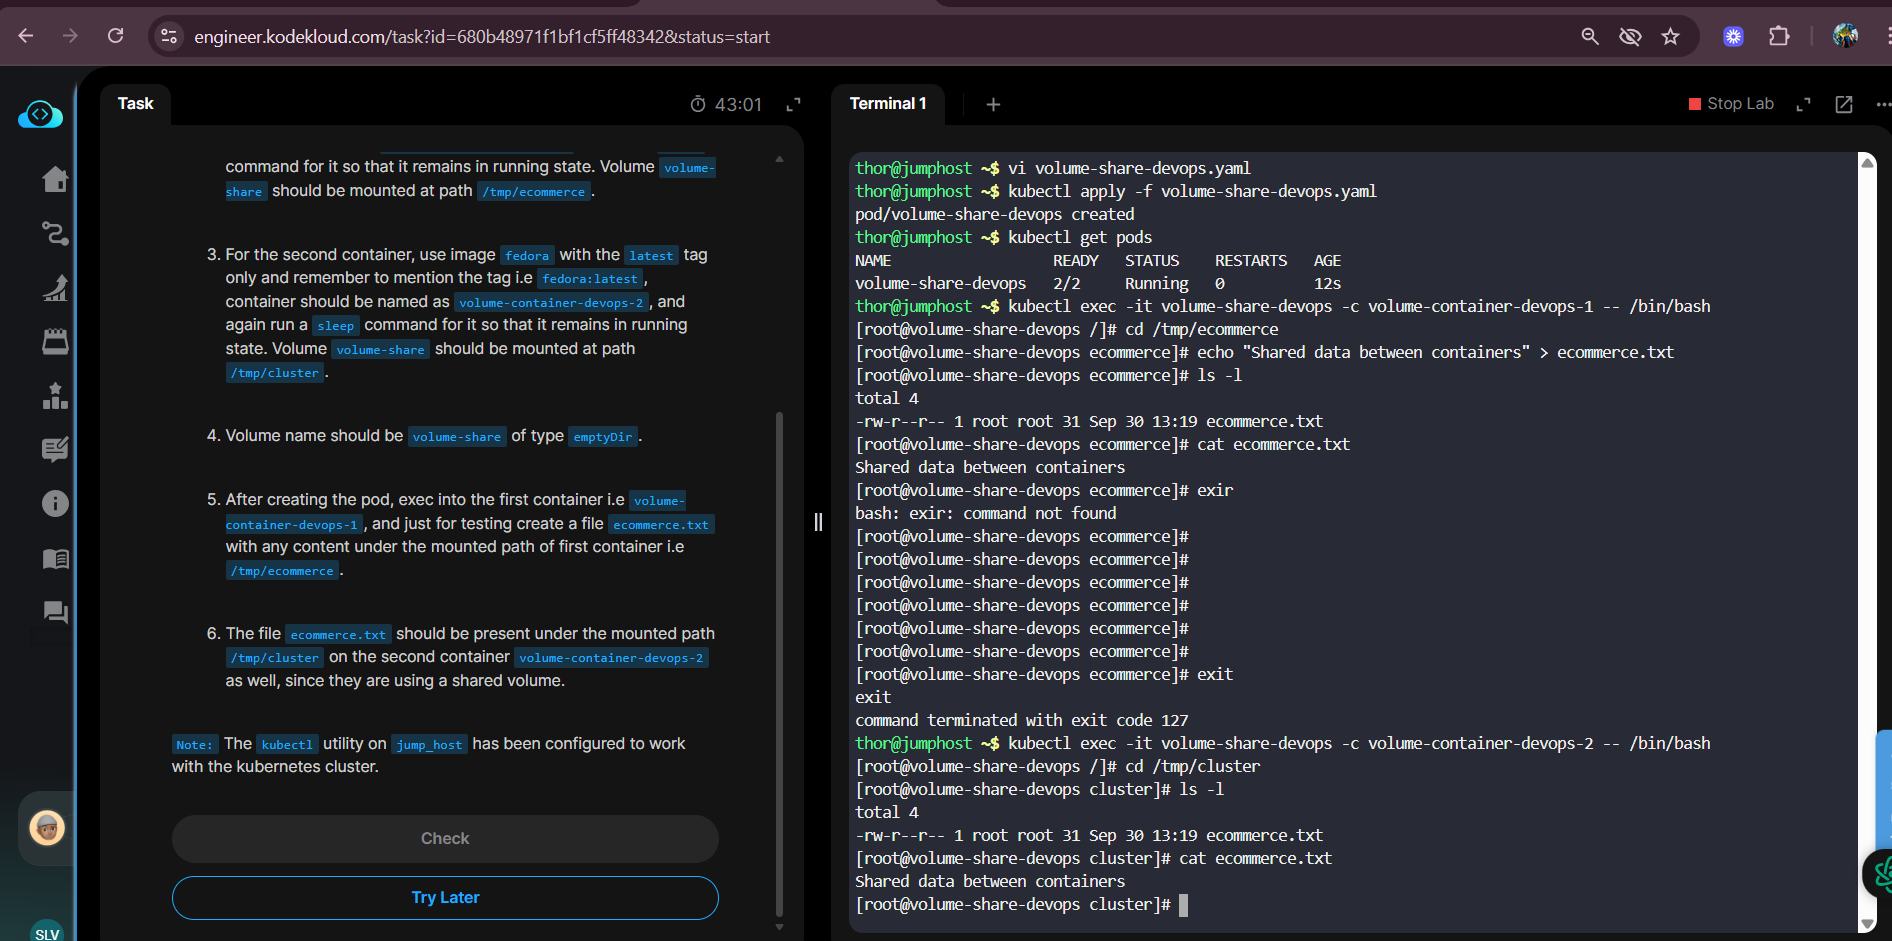 engineer.kodekloud.com/task?id=680b48971f1bf1cf5ff48342&status=start
Task
43:01
command for it so that it remains in running state. Volume volume-
share should be mounted at path /tmp/ecommerce.
3. For the second container, use image fedora with the latest tag
only and remember to mention the tag i.e fedora:latest,
container should be named as volume-container-devops-2, and
again run a sleep command for it so that it remains in running
state. Volume volume-share should be mounted at path
/tmp/cluster.
4. Volume name should be volume-share of type emptyDir.
5. After creating the pod, exec into the first container i.e volume-
container-devops-1, and just for testing create a file ecommerce.txt
with any content under the mounted path of first container i.e
/tmp/ecommerce.
6. The file ecommerce.txt should be present under the mounted path
/tmp/cluster on the second container volume-container-devops-2
as well, since they are using a shared volume.
Note: The kubectl utility on jump_host has been configured to work
with the kubernetes cluster.
Check
Try Later
SLV
Terminal 1
Stop Lab
thor@jumphost ~$ vi volume-share-devops.yaml
thor@jumphost ~$ kubectl apply -f volume-share-devops.yaml
pod/volume-share-devops created
thor@jumphost ~$ kubectl get pods
NAME READY STATUS RESTARTS AGE
volume-share-devops 2/2 Running 0 12s
thor@jumphost ~$ kubectl exec -it volume-share-devops -c volume-container-devops-1 -- /bin/bash
[root@volume-share-devops /]# cd /tmp/ecommerce
[root@volume-share-devops ecommerce]# echo "Shared data between containers" > ecommerce.txt
[root@volume-share-devops ecommerce]# ls -l
total 4
-rw-r--r-- 1 root root 31 Sep 30 13:19 ecommerce.txt
[root@volume-share-devops ecommerce]# cat ecommerce.txt
Shared data between containers
[root@volume-share-devops ecommerce]# exir
bash: exir: command not found
[root@volume-share-devops ecommerce]#
[root@volume-share-devops ecommerce]#
[root@volume-share-devops ecommerce]#
[root@volume-share-devops ecommerce]#
[root@volume-share-devops ecommerce]#
[root@volume-share-devops ecommerce]#
[root@volume-share-devops ecommerce]# exit
exit
command terminated with exit code 127
thor@jumphost ~$ kubectl exec -it volume-share-devops -c volume-container-devops-2 -- /bin/bash
[root@volume-share-devops /]# cd /tmp/cluster
[root@volume-share-devops cluster]# ls -l
total 4
-rw-r--r-- 1 root root 31 Sep 30 13:19 ecommerce.txt
[root@volume-share-devops cluster]# cat ecommerce.txt
Shared data between containers
[root@volume-share-devops cluster]#